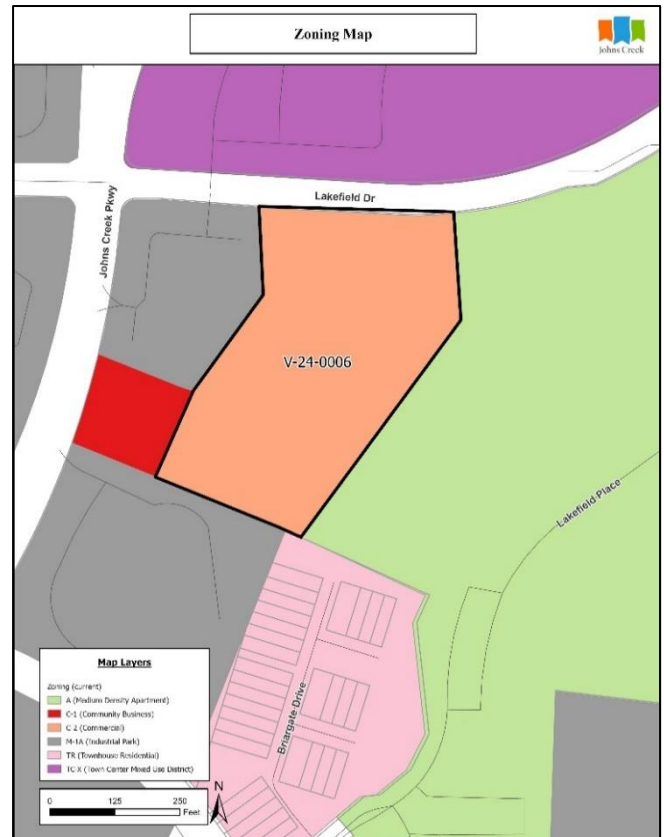 Zoning Map
Johns Creek
Lakefield Dr
Johns Creek Pkwy
V-24-0006
Lakefield Place
Briargate Drive
Map Layers
Zoning (current)
A (Medium Density Apartment)
C-1 (Community Business)
C-2 (Commercial)
M-1A (Industrial Park)
TR (Townhouse Residential)
TC-X (Town Center Mixed Use District)
N
0 125 250
Feet